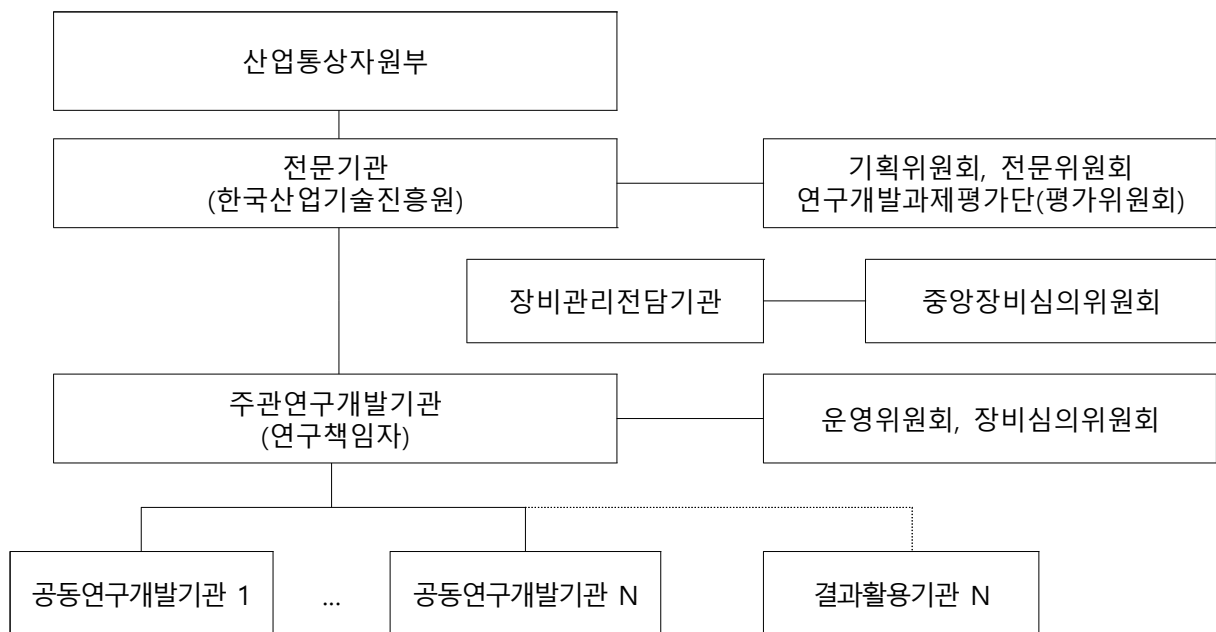 산업통상자원부
전문기관
(한국산업기술진흥원)
기획위원회, 전문위원회
연구개발과제평가단(평가위원회)
장비관리전담기관
중앙장비심의위원회
주관연구개발기관
(연구책임자)
운영위원회, 장비심의위원회
공동연구개발기관 1
...
공동연구개발기관 N
결과활용기관 N